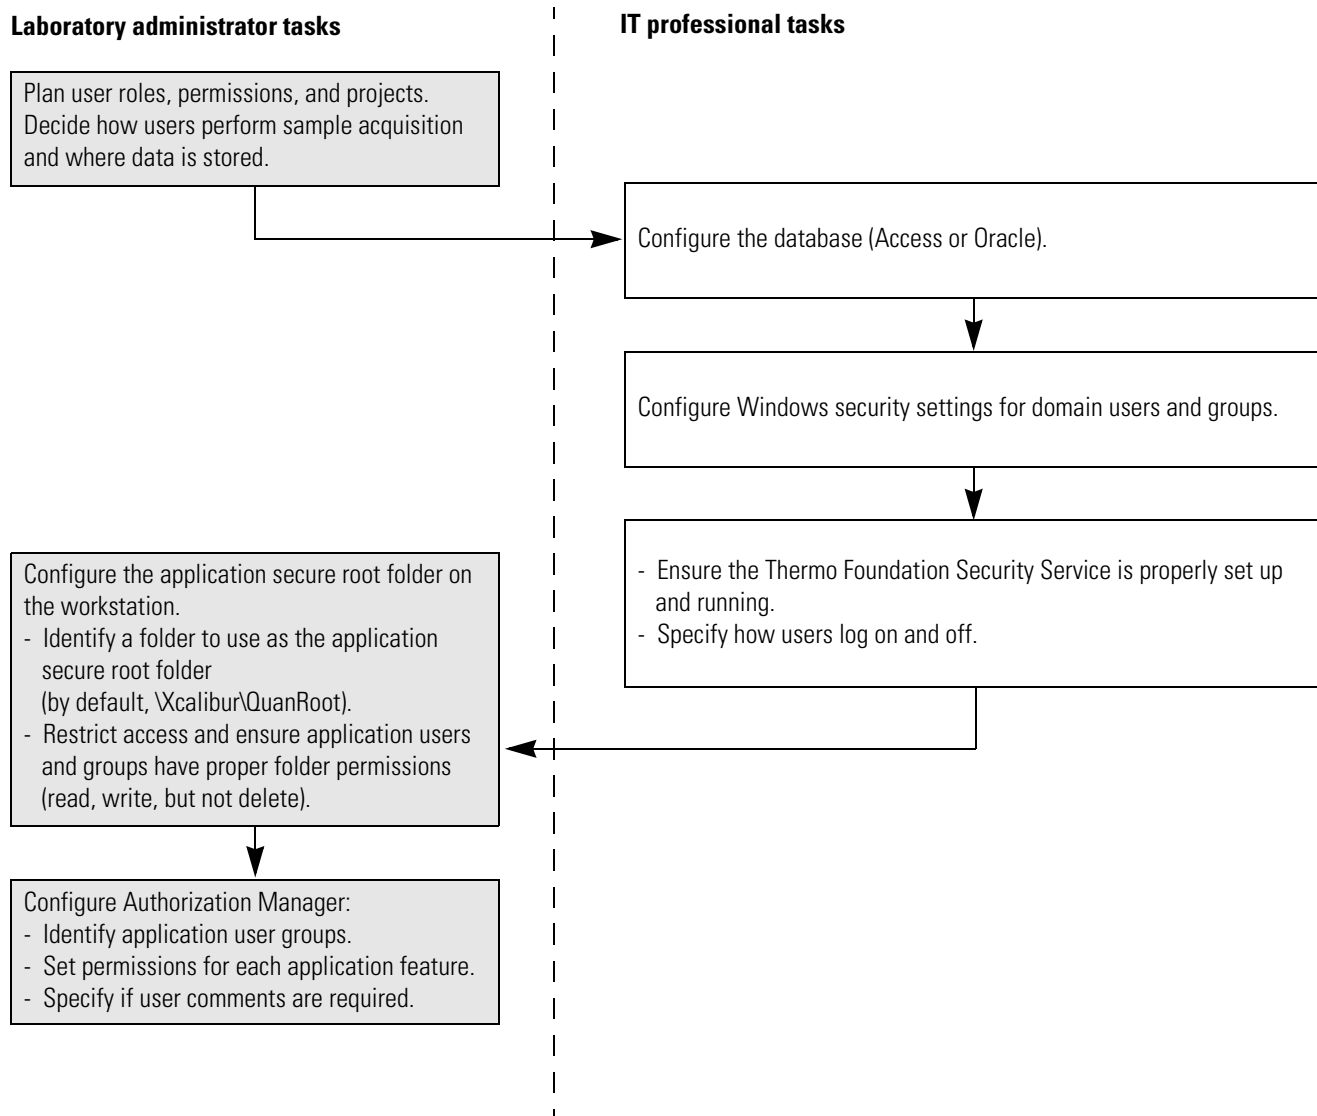 Laboratory administrator tasks
IT professional tasks
Plan user roles, permissions, and projects.
Decide how users perform sample acquisition
and where data is stored.
Configure the database (Access or Oracle).
Configure Windows security settings for domain users and groups.
- Ensure the Thermo Foundation Security Service is properly set up
and running.
- Specify how users log on and off.
Configure the application secure root folder on
the workstation.
- Identify a folder to use as the application
secure root folder
(by default, \Xcalibur\QuanRoot).
- Restrict access and ensure application users
and groups have proper folder permissions
(read, write, but not delete).
Configure Authorization Manager:
- Identify application user groups.
- Set permissions for each application feature.
- Specify if user comments are required.